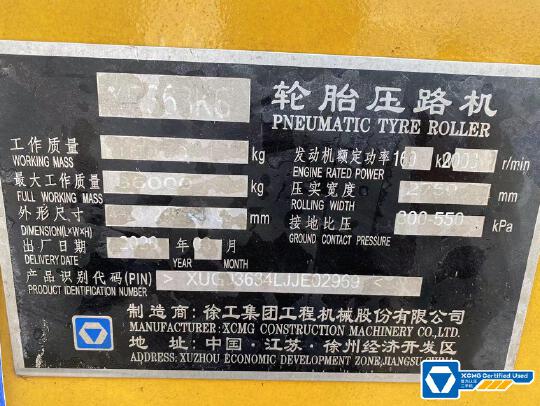 轮胎压路机
PNEUMATIC TYRE ROLLER
工作质量 kg
WORKING MASS
最大工作质量 kg
FULL WORKING MASS
外形尺寸 mm
DIMENSION(L×W×H)
出厂日期 年 月
DELIVERY DATE YEAR MONTH
发动机额定功率 r/min
ENGINE RATED POWER
压实宽度 mm
ROLLING WIDTH
接地比压 300-550 kPa
GROUND CONTACT PRESSURE
产品识别代码(PIN)
PRODUCT IDENTIFICATION NUMBER
制造商: 徐工集团工程机械股份有限公司
MANUFACTURER: XCMG CONSTRUCTION MACHINERY CO., LTD.
地 址: 中国·江苏·徐州经济开发区
ADDRESS: XUZHOU ECONOMIC DEVELOPMENT ZONE, JIANGSU CHINA
XCMG Certified Used